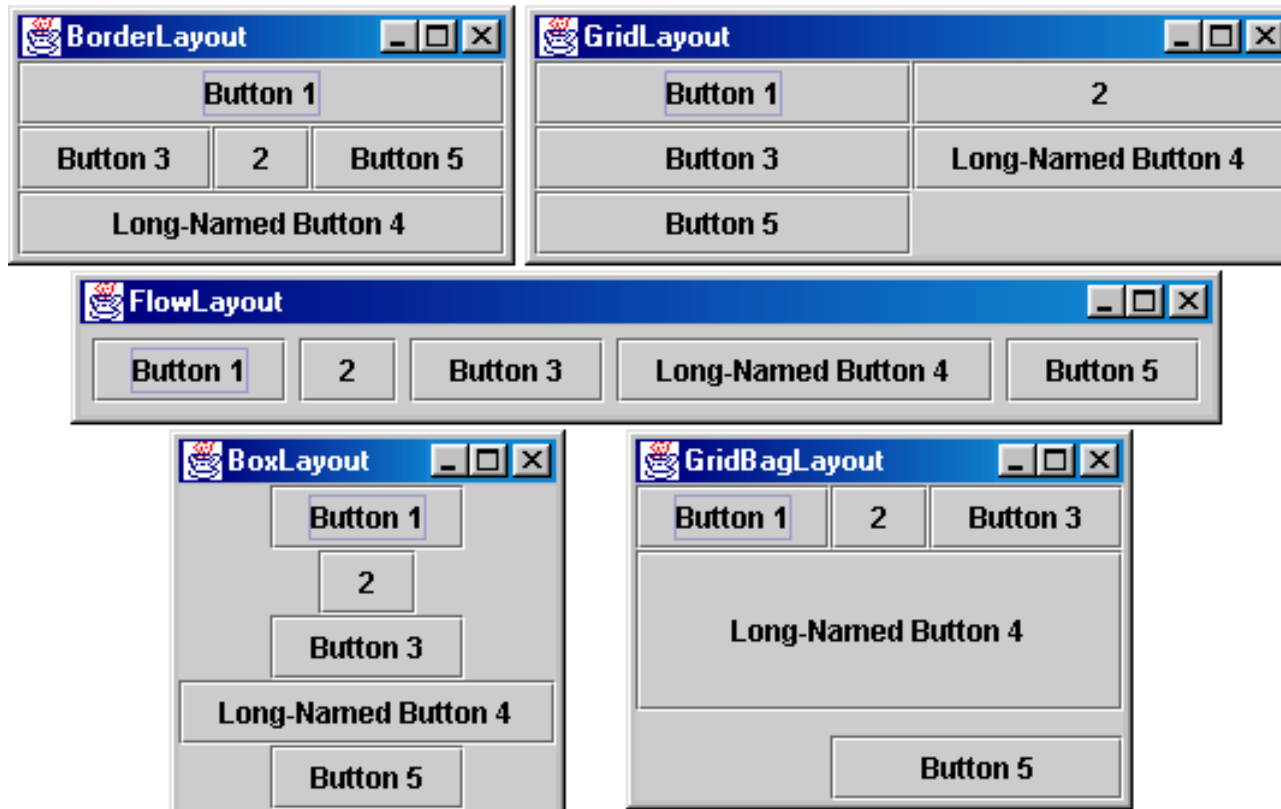 BorderLayout
Button 1
Button 3 2 Button 5
Long-Named Button 4
GridLayout
Button 1 2
Button 3 Long-Named Button 4
Button 5
FlowLayout
Button 1 2 Button 3 Long-Named Button 4 Button 5
BoxLayout
Button 1
2
Button 3
Long-Named Button 4
Button 5
GridBagLayout
Button 1 2 Button 3
Long-Named Button 4
Button 5